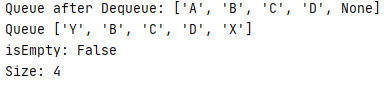 Queue after Dequeue: ['A', 'B', 'C', 'D', None]
Queue ['Y', 'B', 'C', 'D', 'X']
isEmpty: False
Size: 4